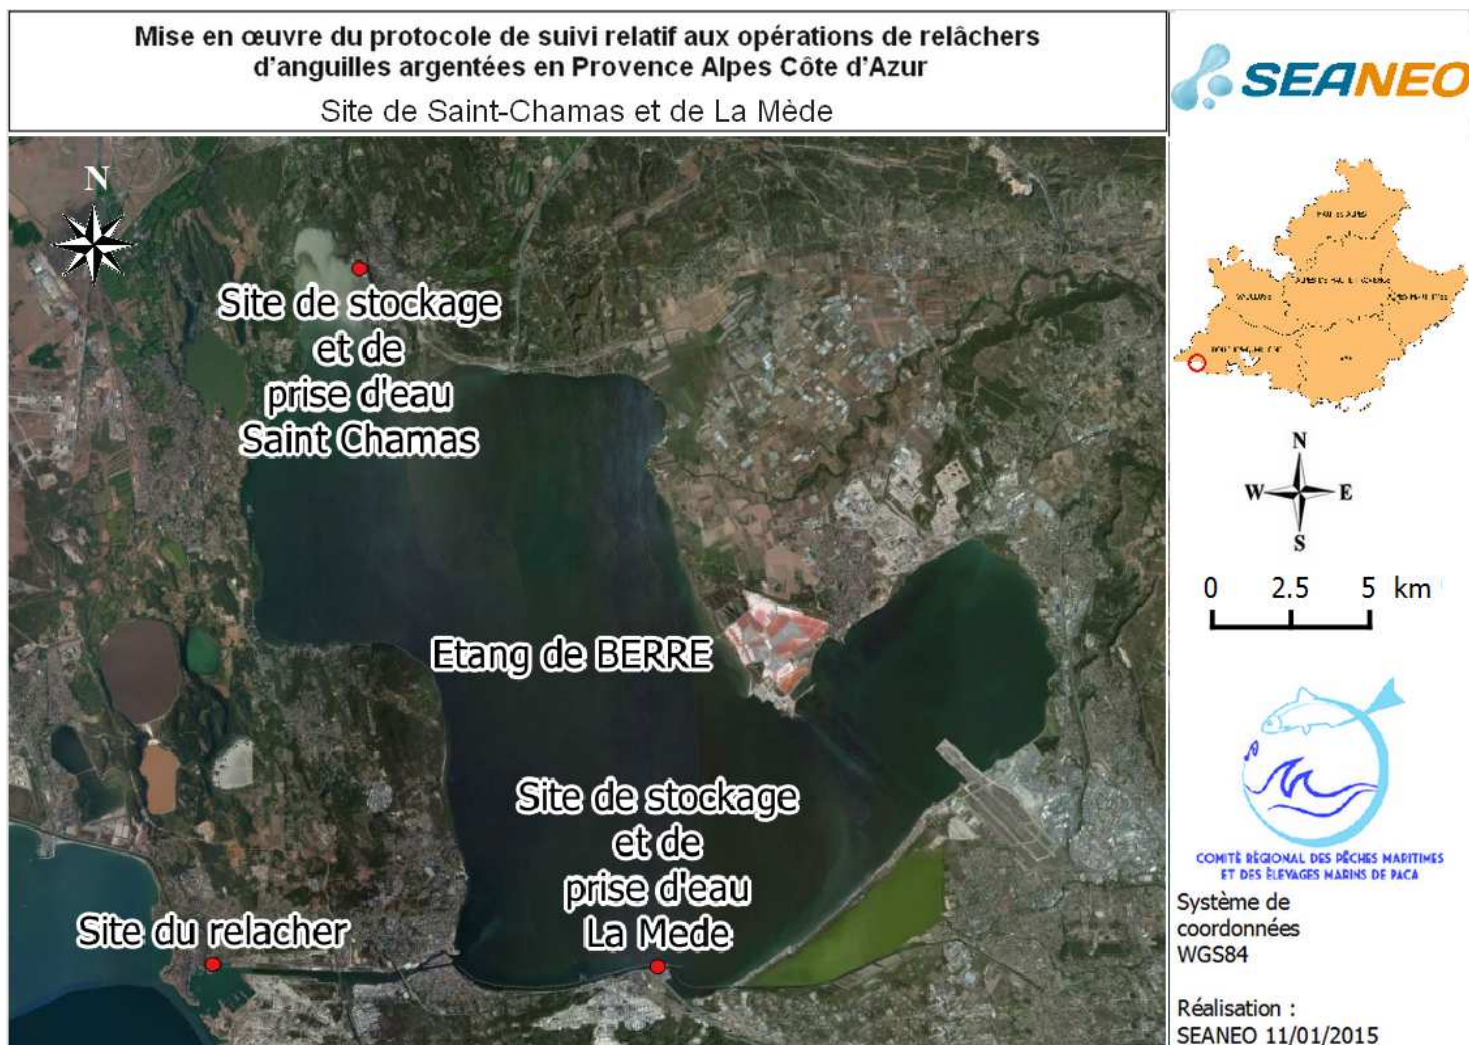 Mise en œuvre du protocole de suivi relatif aux opérations de relâchers
d'anguilles argentées en Provence Alpes Côte d'Azur
Site de Saint-Chamas et de La Mède
SEANEO
N
Site de stockage
et de
prise d'eau
Saint Chamas
Etang de BERRE
Site de stockage
et de
prise d'eau
La Mede
Site du relacher
VAUCLUSE
VAR
N
W E
S
0 2.5 5 km
COMITÉ RÉGIONAL DES PÊCHES MARITIMES
ET DES ÉLEVAGES MARINS DE PACA
Système de
coordonnées
WGS84
Réalisation :
SEANEO 11/01/2015